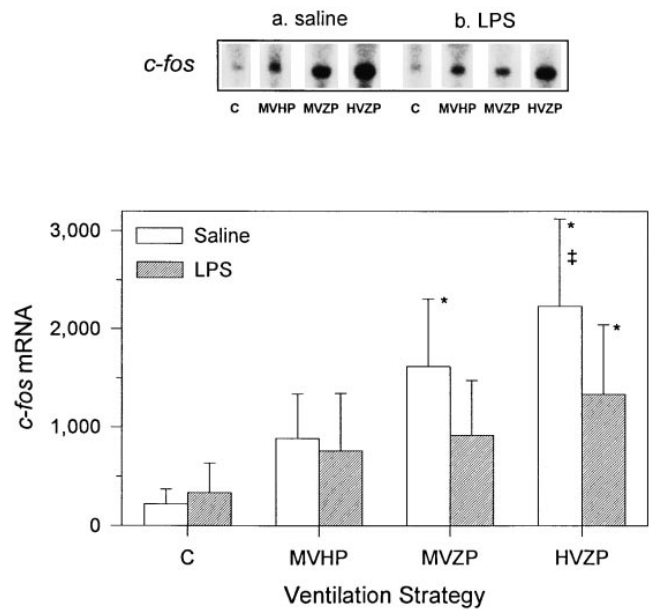 a. saline b. LPS
c-fos
C MVHP MVZP HVZP C MVHP MVZP HVZP
3,000
2,000
1,000
0
c-fos mRNA
Saline
LPS
*
‡
*
*
C MVHP MVZP HVZP
Ventilation Strategy